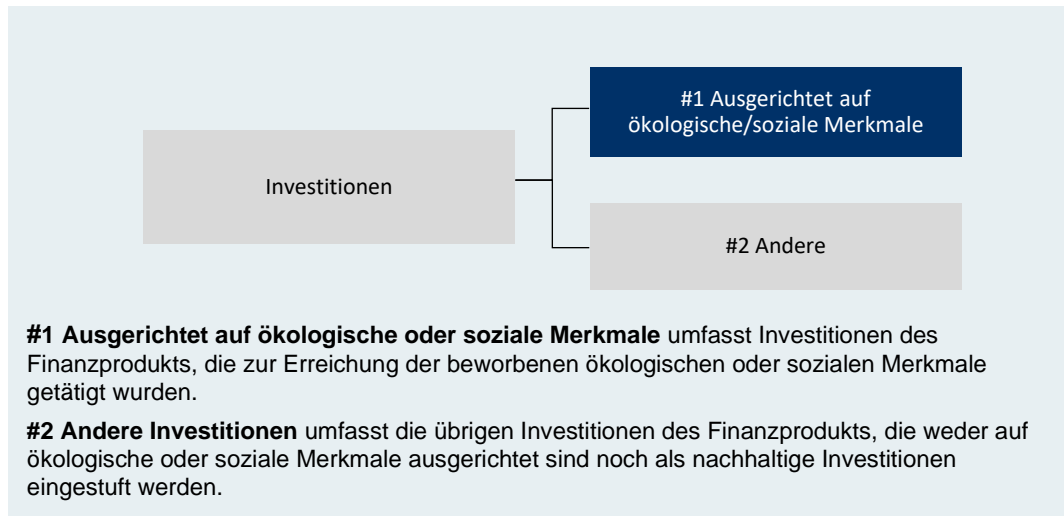 #1 Ausgerichtet auf
ökologische/soziale Merkmale
Investitionen
#2 Andere
#1 Ausgerichtet auf ökologische oder soziale Merkmale umfasst Investitionen des
Finanzprodukts, die zur Erreichung der beworbenen ökologischen oder sozialen Merkmale
getätigt wurden.
#2 Andere Investitionen umfasst die übrigen Investitionen des Finanzprodukts, die weder auf
ökologische oder soziale Merkmale ausgerichtet sind noch als nachhaltige Investitionen
eingestuft werden.